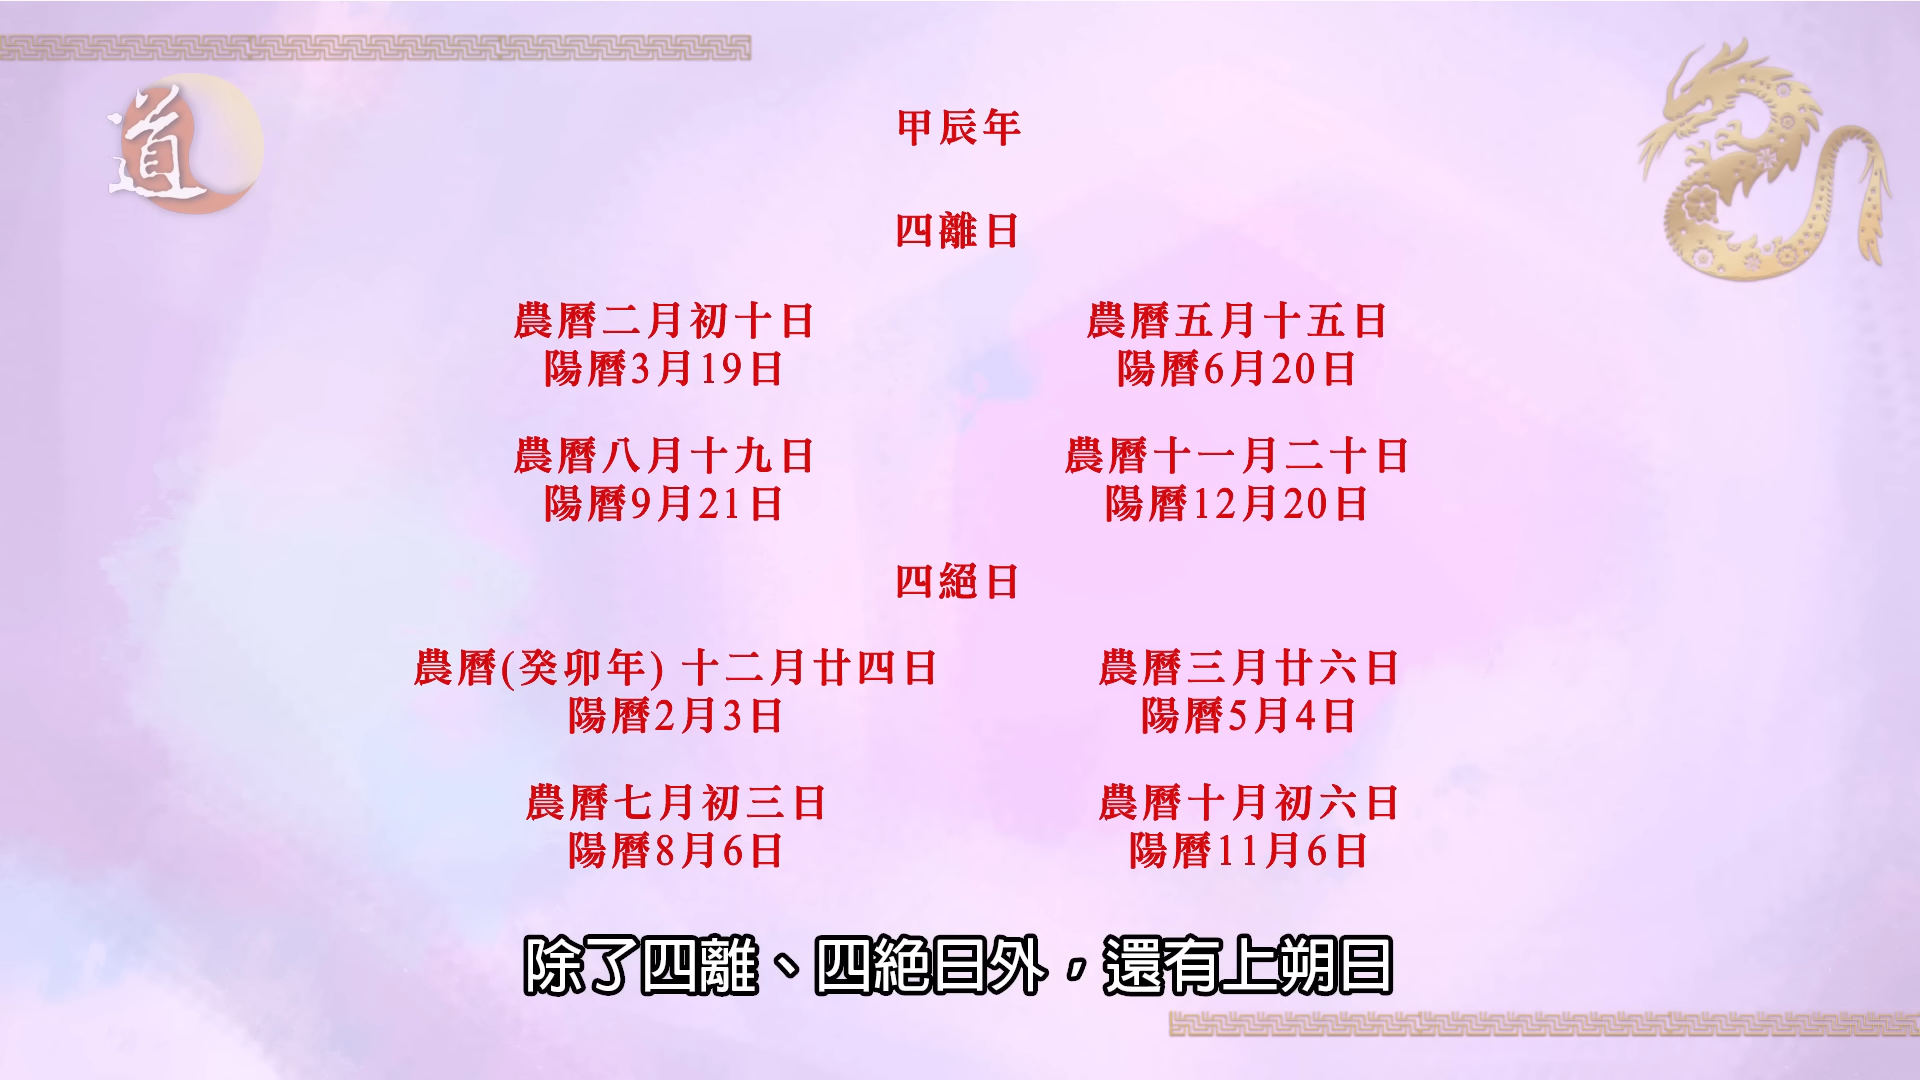 道
甲辰年
四離日
農曆二月初十日
陽曆3月19日
農曆五月十五日
陽曆6月20日
農曆八月十九日
陽曆9月21日
農曆十一月二十日
陽曆12月20日
四絕日
農曆(癸卯年) 十二月廿四日
陽曆2月3日
農曆三月廿六日
陽曆5月4日
農曆七月初三日
陽曆8月6日
農曆十月初六日
陽曆11月6日
除了四離、四絕日外，還有上朔日